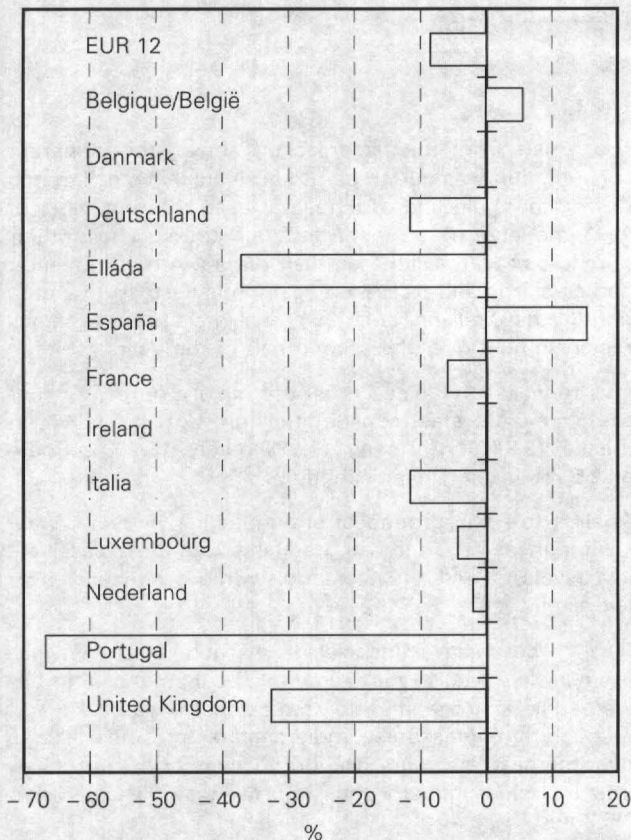 EUR 12
Belgique/België
Danmark
Deutschland
Elláda
España
France
Ireland
Italia
Luxembourg
Nederland
Portugal
United Kingdom
−70 −60 −50 −40 −30 −20 −10 0 10 20
%